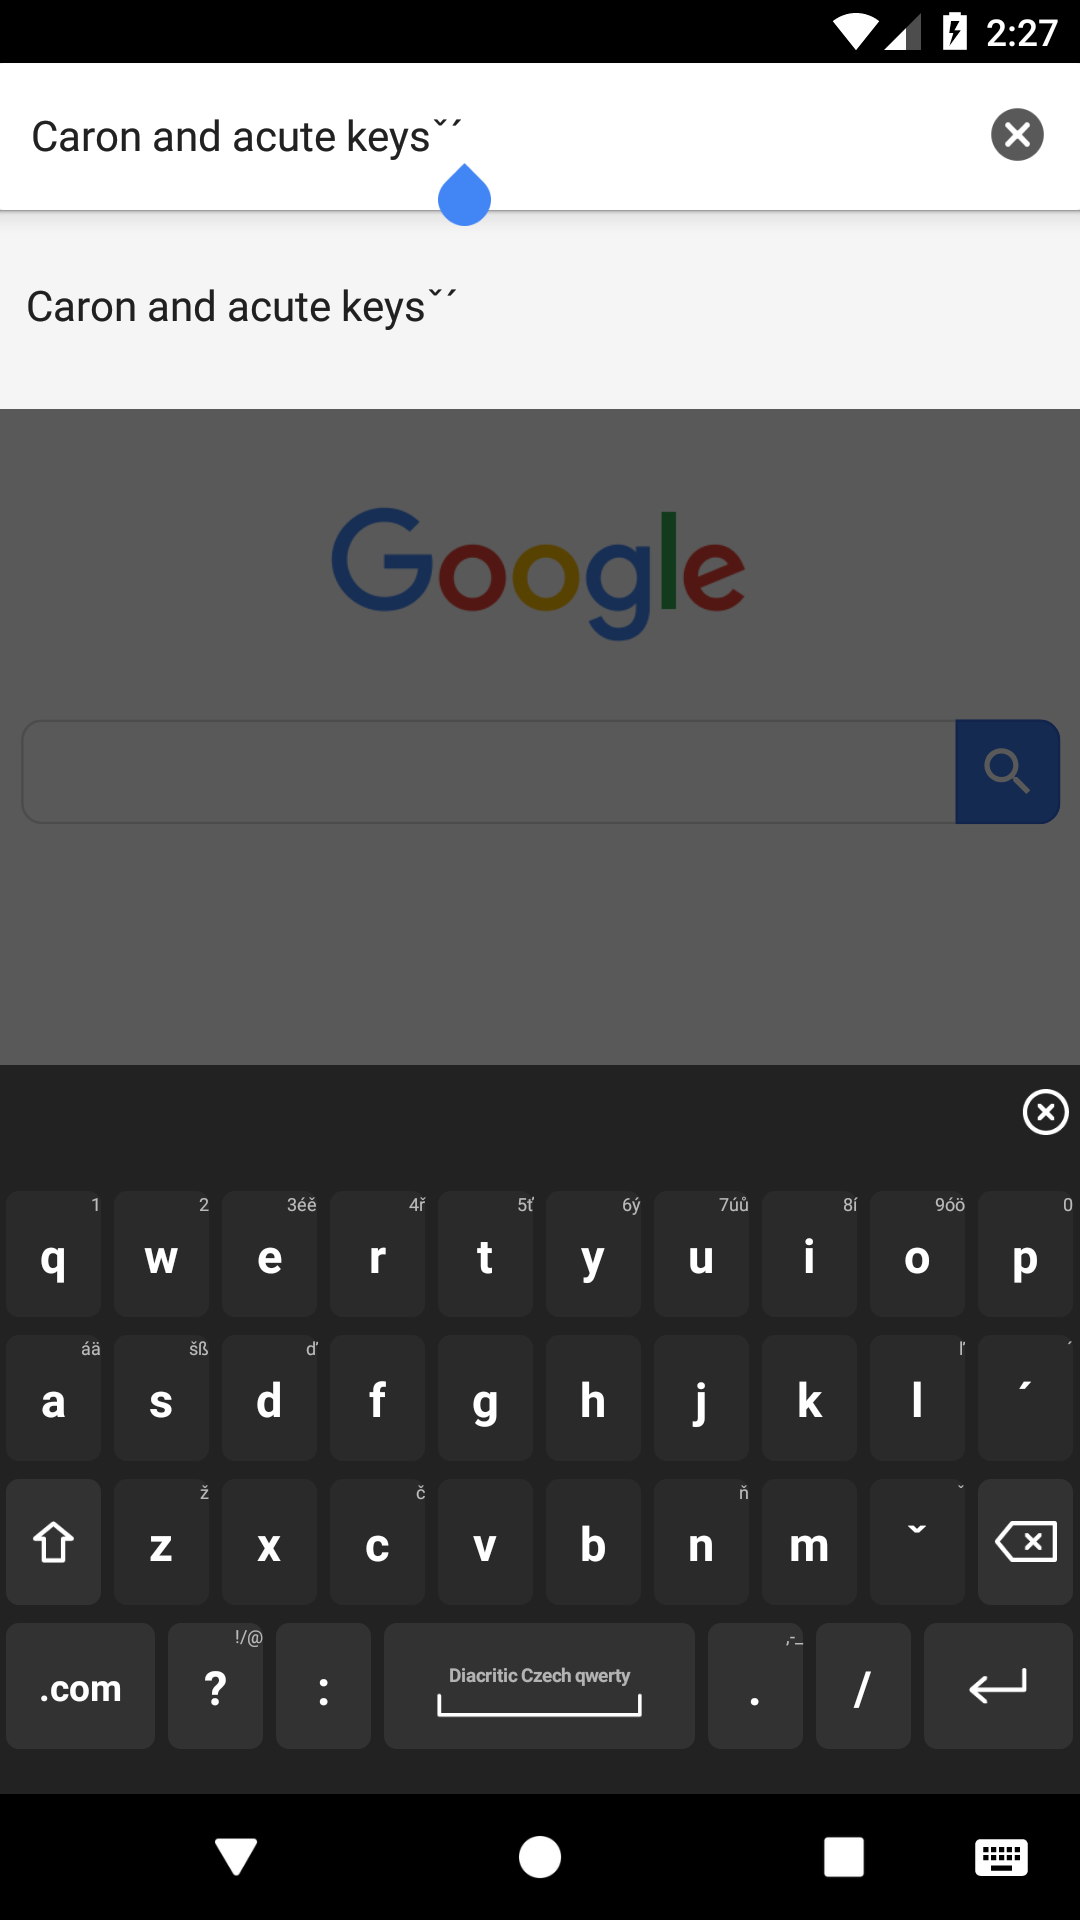 2:27
Caron and acute keysˇ´
Caron and acute keysˇ´
Google
1 2 3éě 4ř 5ť 6ý 7úů 8í 9óö 0
q w e r t y u i o p
áä šß ď ľ ´
a s d f g h j k l ´
ž č ň ˇ
z x c v b n m ˇ
!/@ ,-_
.com ? : Diacritic Czech qwerty . /